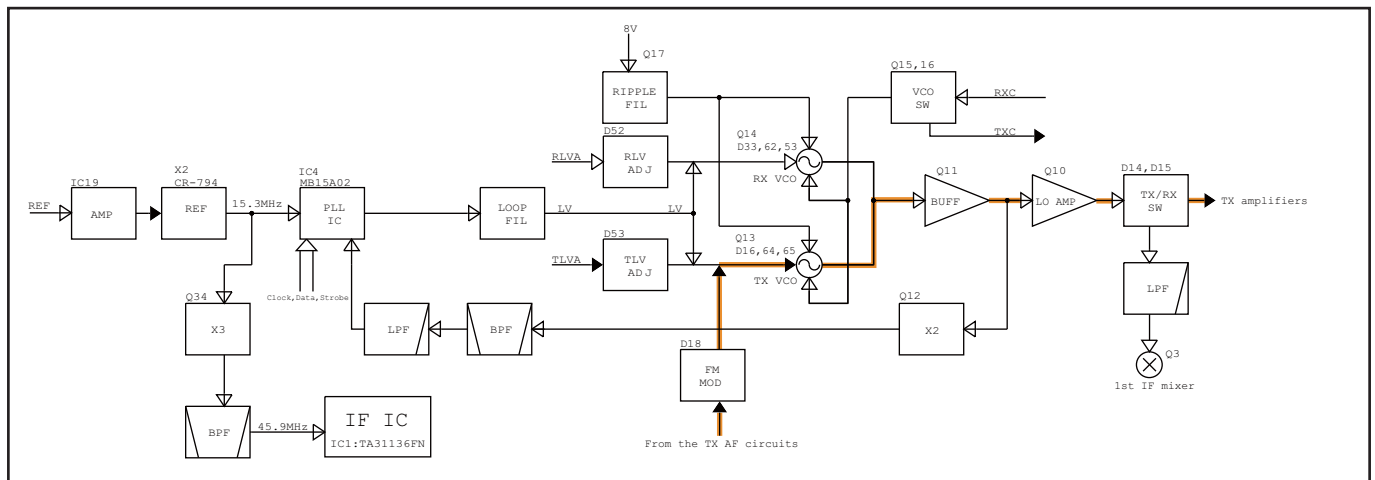 8V
Q17
RIPPLE
FIL
Q15,16
VCO
SW
RXC
TXC
D52
RLVA
RLV
ADJ
Q14
D33,62,53
RX VCO
X2
CR-794
IC19
REF
AMP
REF
15.3MHz
IC4
MB15A02
PLL
IC
LOOP
FIL
LV
LV
Q11
BUFF
Q10
LO AMP
D14,D15
TX/RX
SW
TX amplifiers
D53
TLVA
TLV
ADJ
Q13
D16,64,65
TX VCO
Clock,Data,Strobe
Q34
X3
LPF
BPF
Q12
X2
LPF
D18
FM
MOD
Q3
1st IF mixer
BPF
45.9MHz
IF IC
IC1:TA31136FN
From the TX AF circuits